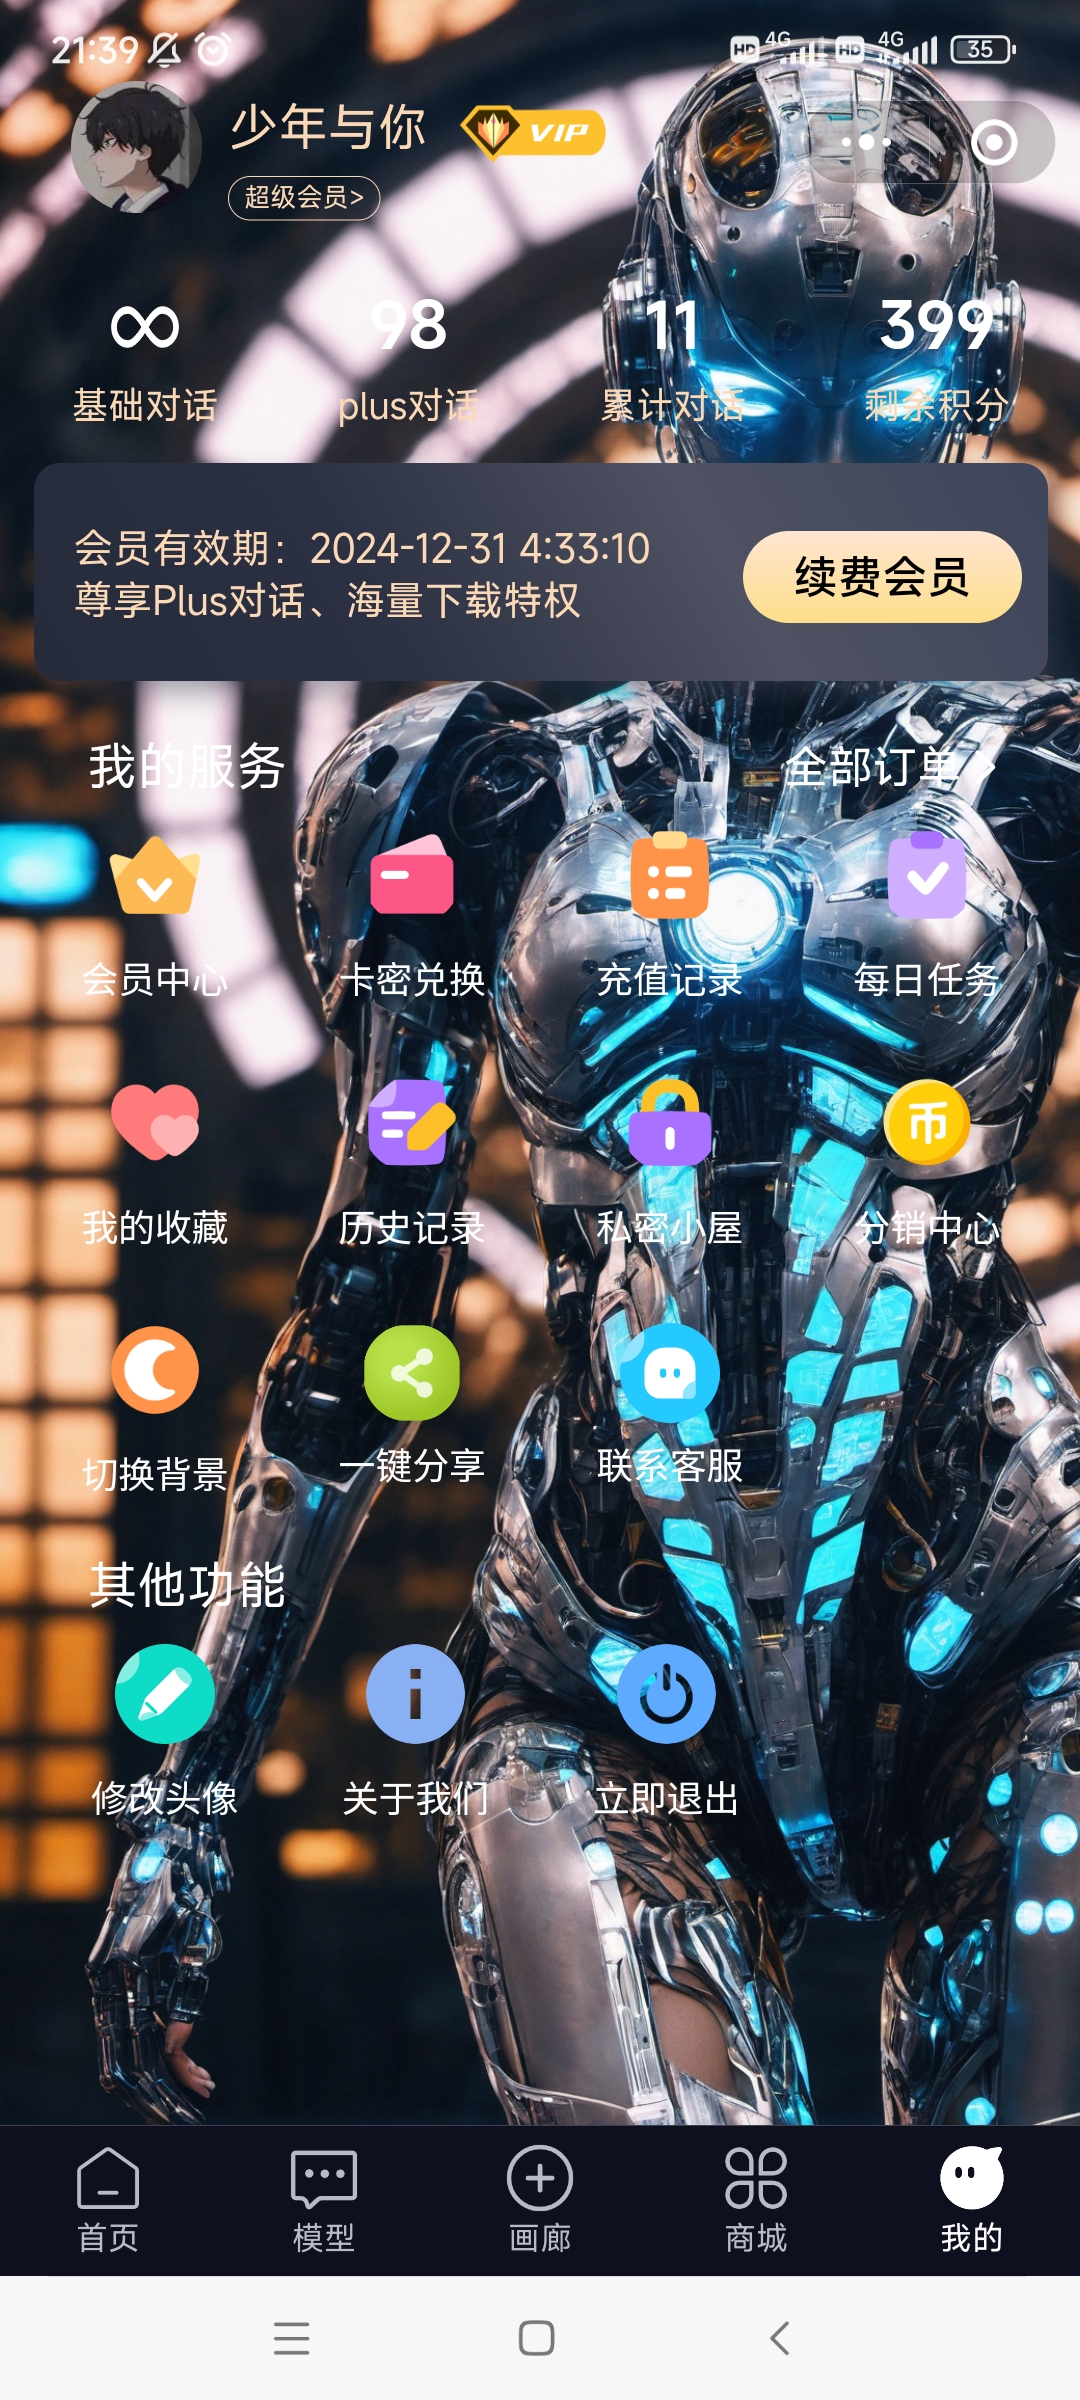 21:39
HD 4G HD 4G 35
少年与你
VIP
超级会员>
∞ 98 11 399
基础对话 plus对话 累计对话 剩余积分
会员有效期：2024-12-31 4:33:10
尊享Plus对话、海量下载特权
续费会员
我的服务
全部订单 >
会员中心 卡密兑换 充值记录 每日任务
币
我的收藏 历史记录 私密小屋 分销中心
切换背景 一键分享 联系客服
其他功能
i
修改头像 关于我们 立即退出
首页 模型 画廊 商城 我的